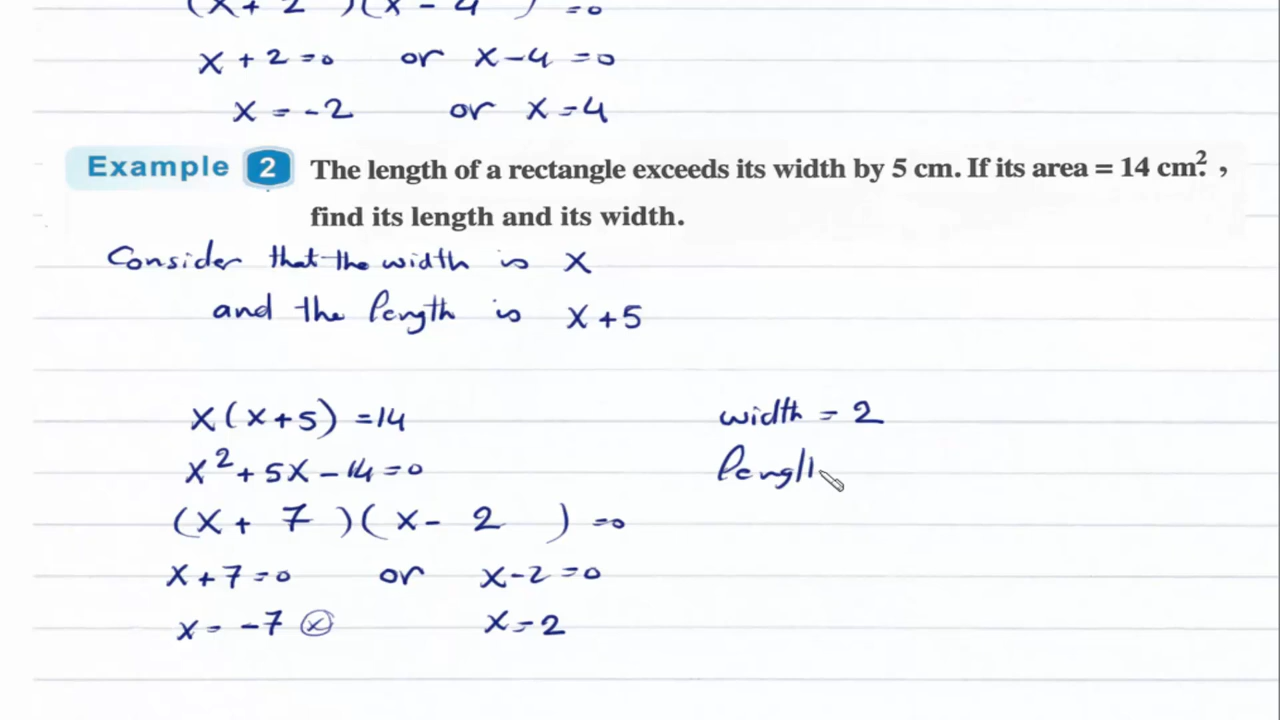 (x + 2 )(x - 4 ) =0
x + 2 =0 or x-4 =0
x = -2 or x =4
Example 2 The length of a rectangle exceeds its width by 5 cm. If its area = 14 cm², ,
find its length and its width.
Consider that the width is x
and the length is x+5
x(x+5) =14
x²+5x-14=0
(x+ 7 )(x- 2 ) =0
x+7=0 or x-2=0
x= -7 ⓧ x=2
width = 2
lengt